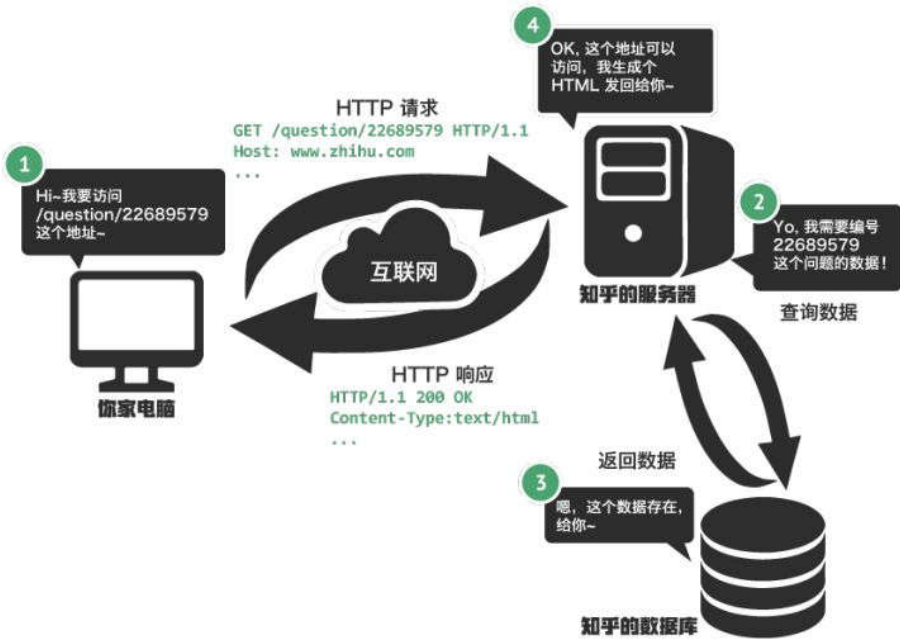 4
OK, 这个地址可以
访问，我生成个
HTML 发回给你~
HTTP 请求
GET /question/22689579 HTTP/1.1
Host: www.zhihu.com
...
1
Hi~我要访问
/question/22689579
这个地址~
互联网
你家电脑
知乎的服务器
2
Yo, 我需要编号
22689579
这个问题的数据！
查询数据
HTTP 响应
HTTP/1.1 200 OK
Content-Type:text/html
...
返回数据
3
嗯，这个数据存在，
给你~
知乎的数据库